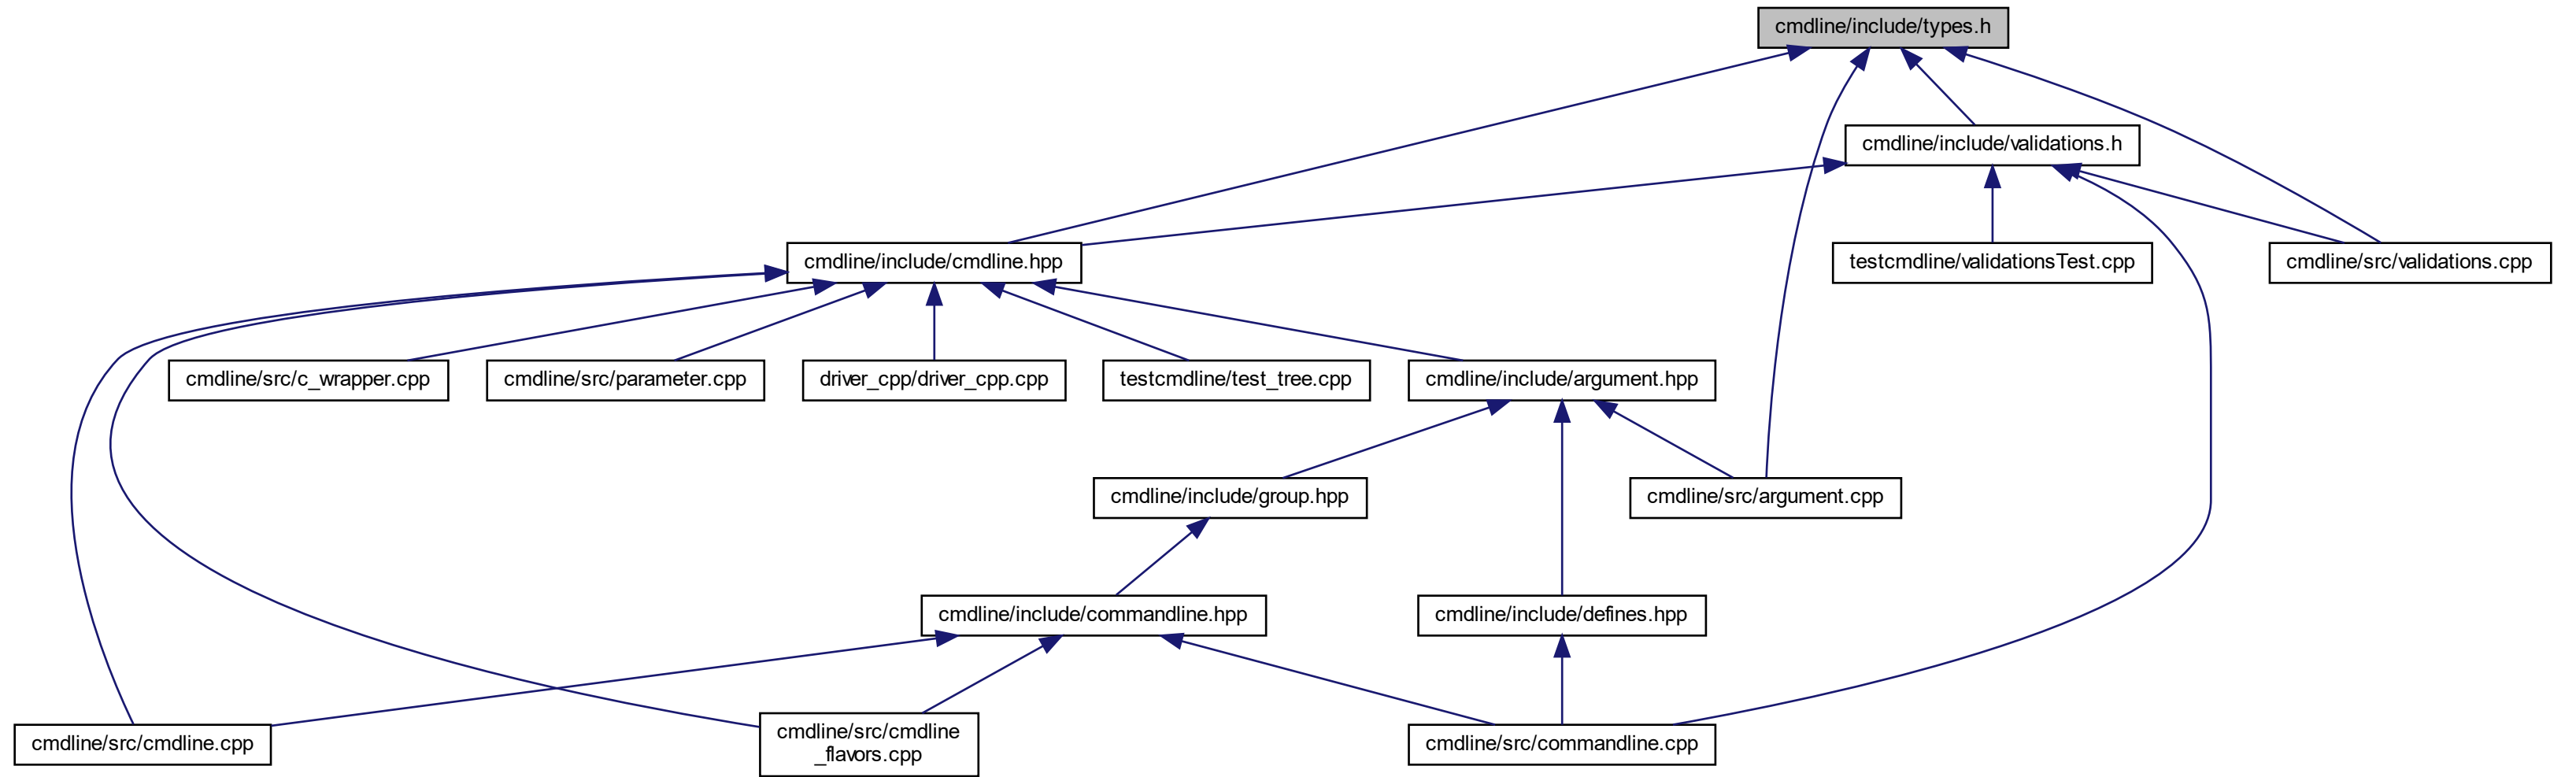 cmdline/include/types.h
cmdline/include/validations.h
cmdline/include/cmdline.hpp
testcmdline/validationsTest.cpp
cmdline/src/validations.cpp
cmdline/src/c_wrapper.cpp
cmdline/src/parameter.cpp
driver_cpp/driver_cpp.cpp
testcmdline/test_tree.cpp
cmdline/include/argument.hpp
cmdline/include/group.hpp
cmdline/src/argument.cpp
cmdline/include/commandline.hpp
cmdline/include/defines.hpp
cmdline/src/cmdline.cpp
cmdline/src/cmdline
_flavors.cpp
cmdline/src/commandline.cpp